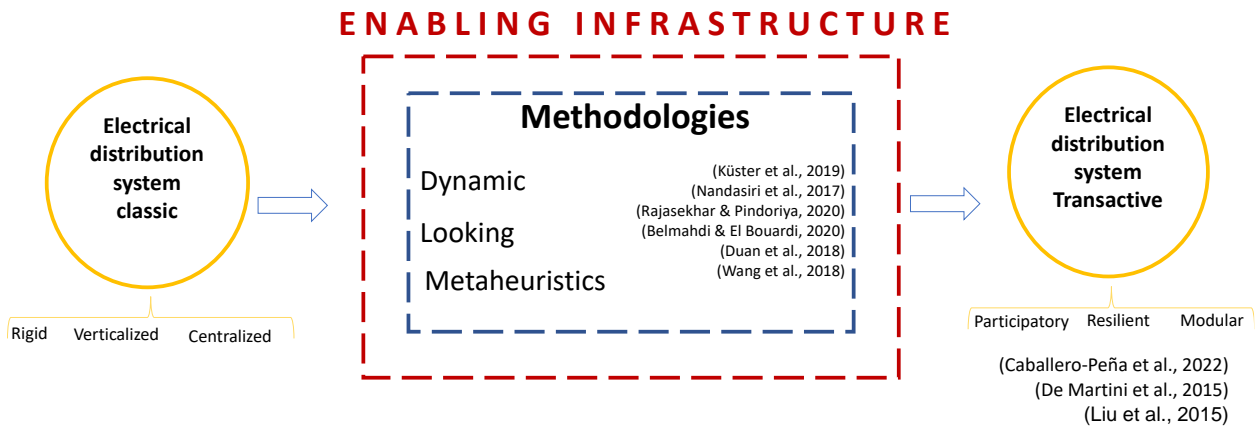 ENABLING INFRASTRUCTURE
Electrical
distribution
system
classic
Rigid Verticalized Centralized
Methodologies
Dynamic
Looking
Metaheuristics
(Küster et al., 2019)
(Nandasiri et al., 2017)
(Rajasekhar & Pindoriya, 2020)
(Belmahdi & El Bouardi, 2020)
(Duan et al., 2018)
(Wang et al., 2018)
Electrical
distribution
system
Transactive
Participatory Resilient Modular
(Caballero-Peña et al., 2022)
(De Martini et al., 2015)
(Liu et al., 2015)